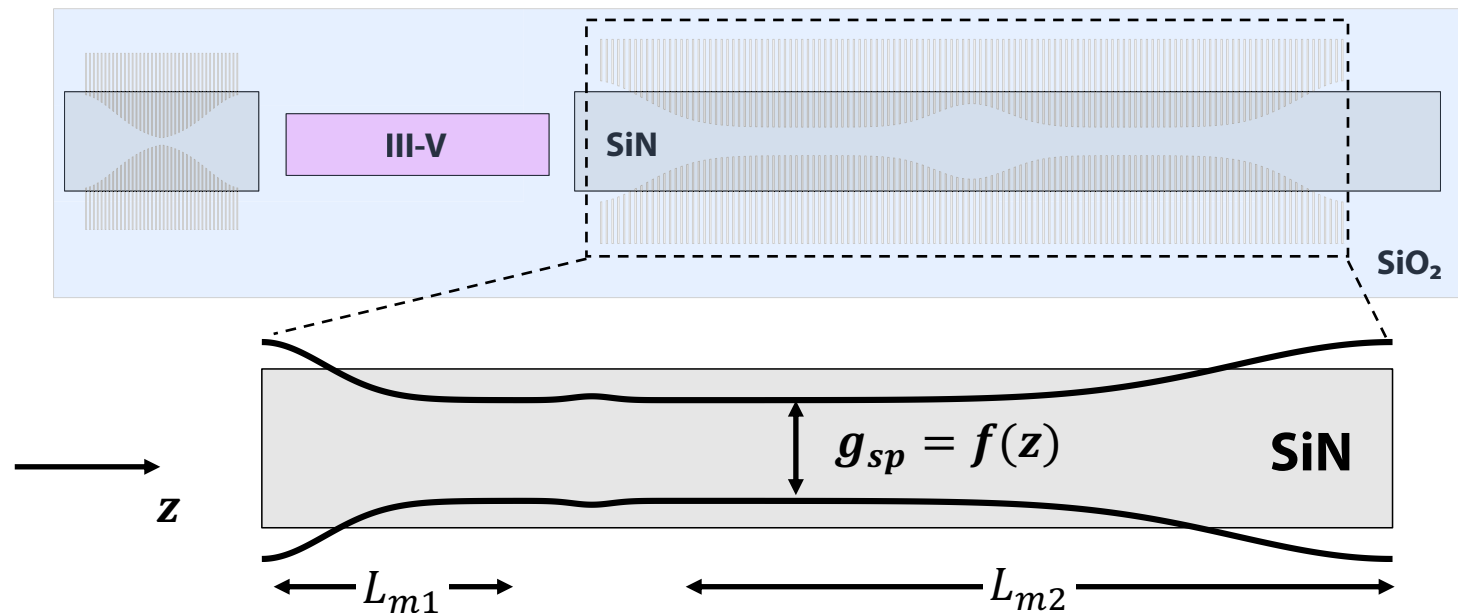 III-V
SiN
SiO₂
g_sp = f(z)
SiN
z
L_m1
L_m2